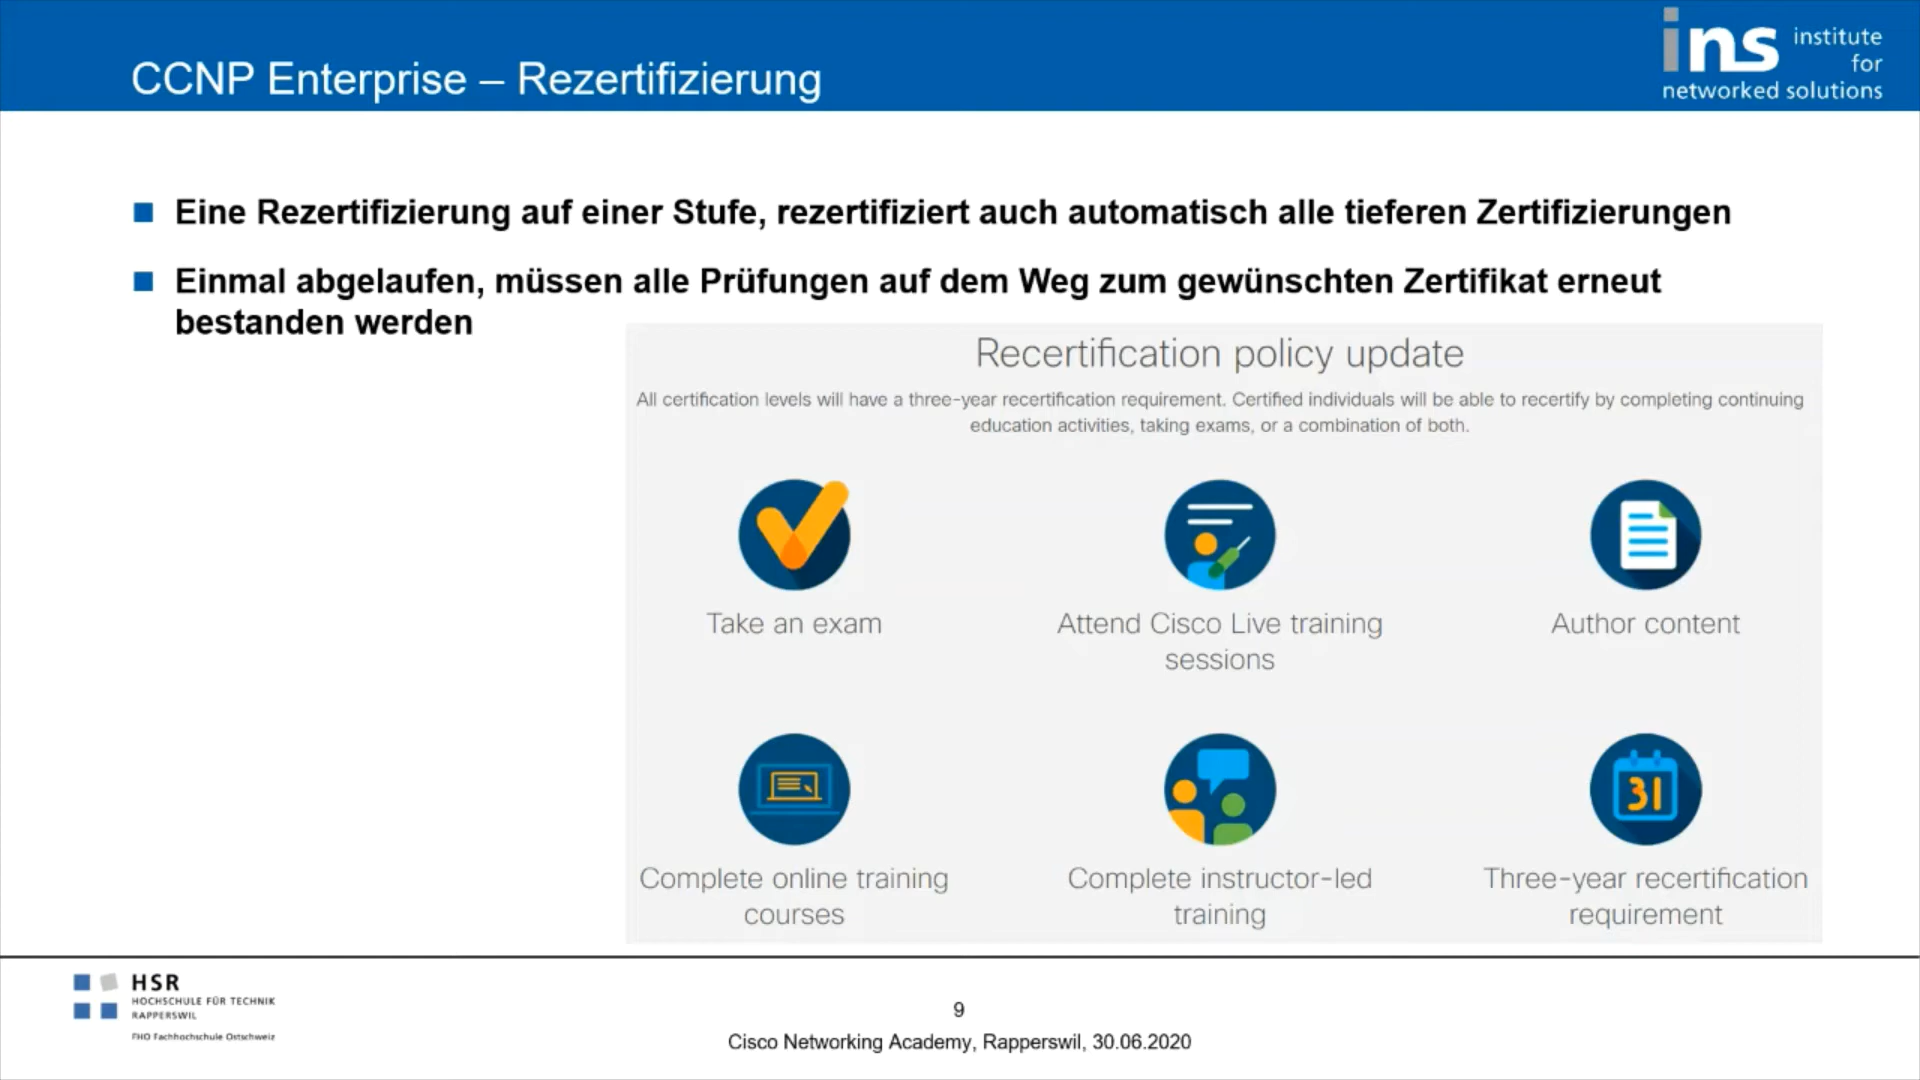 CCNP Enterprise – Rezertifizierung
ins institute
for
networked solutions
Eine Rezertifizierung auf einer Stufe, rezertifiziert auch automatisch alle tieferen Zertifizierungen
Einmal abgelaufen, müssen alle Prüfungen auf dem Weg zum gewünschten Zertifikat erneut
bestanden werden
Recertification policy update
All certification levels will have a three-year recertification requirement. Certified individuals will be able to recertify by completing continuing
education activities, taking exams, or a combination of both.
Take an exam
Attend Cisco Live training
sessions
Author content
31
Complete online training
courses
Complete instructor-led
training
Three-year recertification
requirement
HSR
HOCHSCHULE FÜR TECHNIK
RAPPERSWIL
FHO Fachhochschule Ostschweiz
9
Cisco Networking Academy, Rapperswil, 30.06.2020